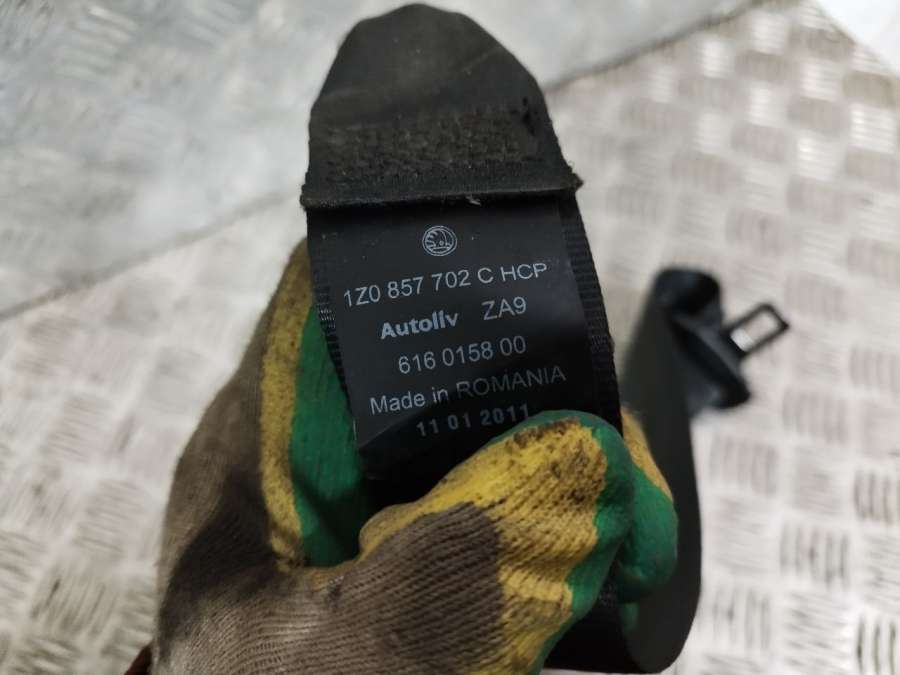 1Z0 857 702 C HCP
Autoliv ZA9
616 0158 00
Made in ROMANIA
11 01 2011